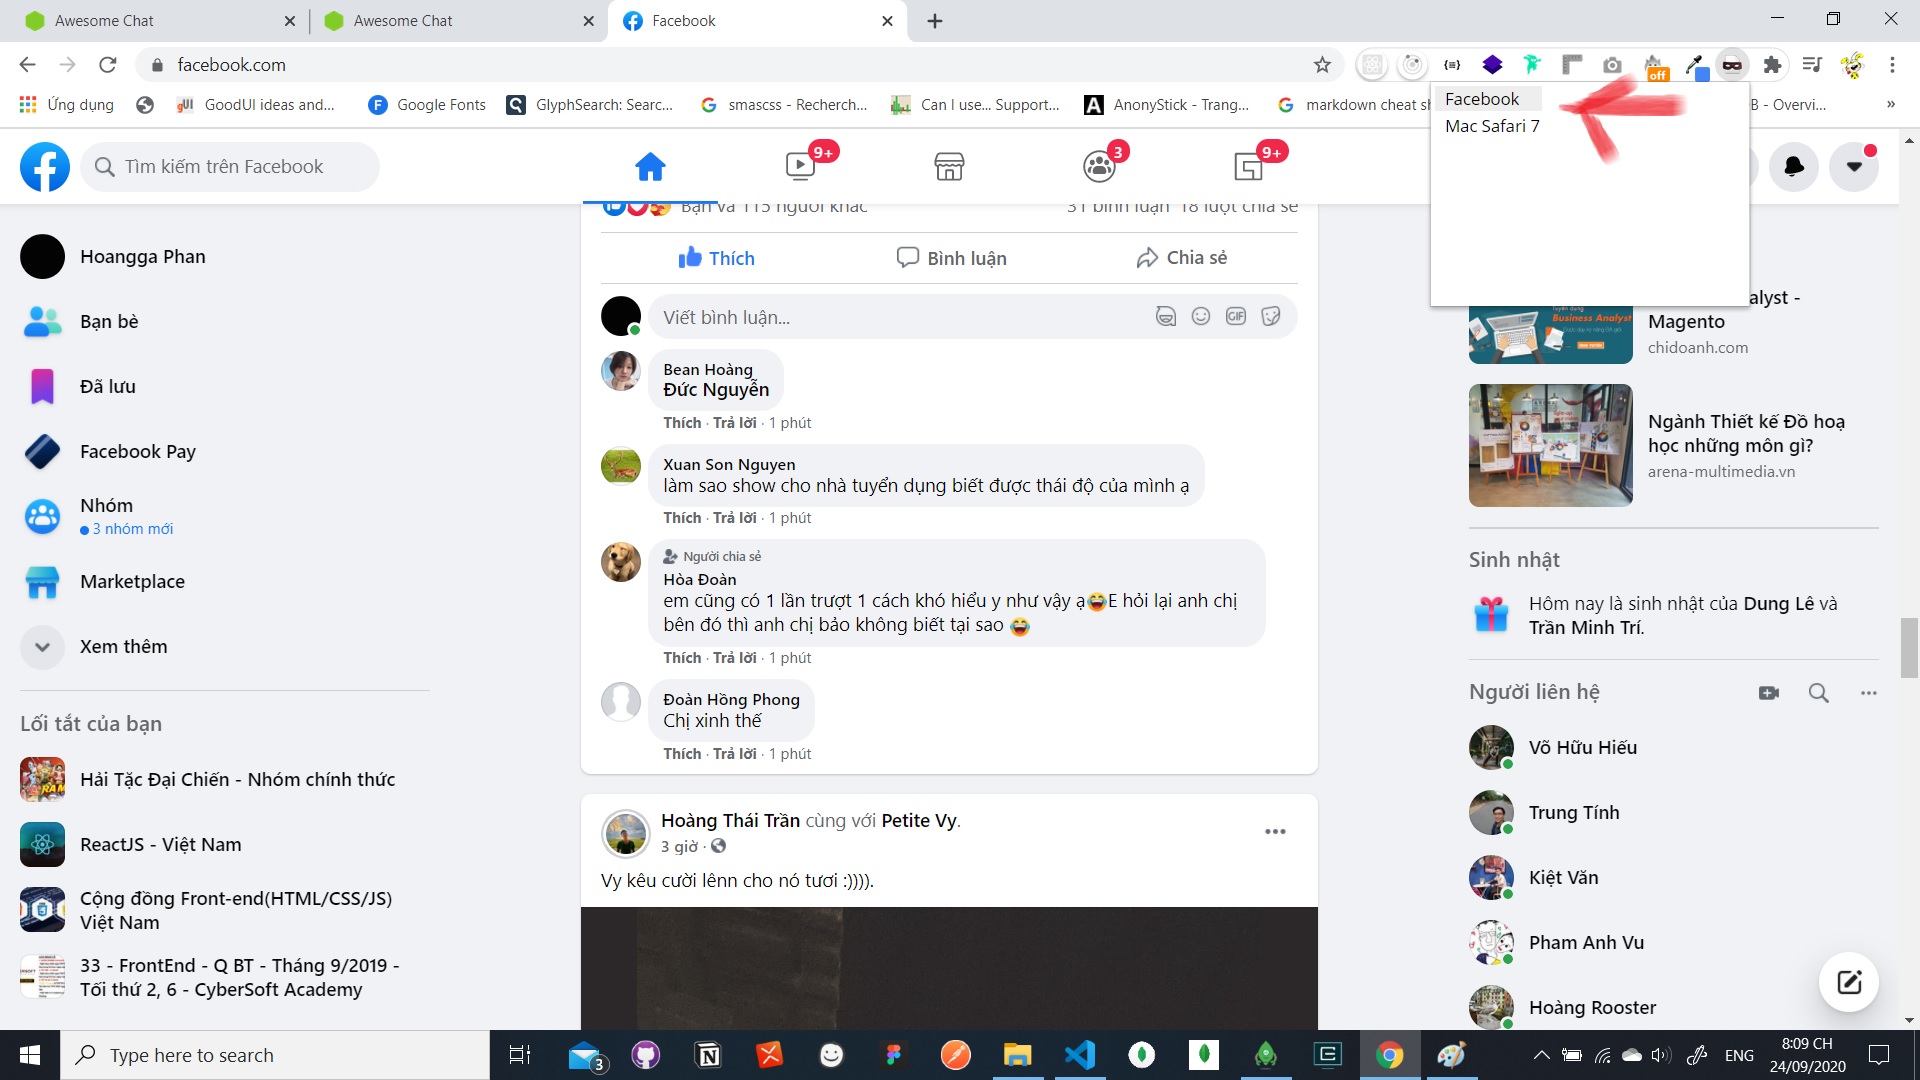 Awesome Chat
Awesome Chat
Facebook
facebook.com
off
Ứng dụng
gUI
GoodUI ideas and...
F
Google Fonts
GlyphSearch: Searc...
smascss - Recherch...
Can I use... Support...
A
AnonyStick - Trang...
markdown cheat sh
B - Overvi...
»
Facebook
Mac Safari 7
Tìm kiếm trên Facebook
9+
3
9+
Hoangga Phan
Bạn bè
Đã lưu
Facebook Pay
Nhóm
3 nhóm mới
Marketplace
Xem thêm
Lối tắt của bạn
Hải Tặc Đại Chiến - Nhóm chính thức
ReactJS - Việt Nam
Cộng đồng Front-end(HTML/CSS/JS)
Việt Nam
33 - FrontEnd - Q BT - Tháng 9/2019 -
Tối thứ 2, 6 - CyberSoft Academy
Bạn và 115 người khác
31 bình luận 18 lượt chia sẻ
Thích
Bình luận
Chia sẻ
Viết bình luận...
GIF
Bean Hoàng
Đức Nguyễn
Thích · Trả lời · 1 phút
Xuan Son Nguyen
làm sao show cho nhà tuyển dụng biết được thái độ của mình ạ
Thích · Trả lời · 1 phút
Người chia sẻ
Hòa Đoàn
em cũng có 1 lần trượt 1 cách khó hiểu y như vậy ạ😂E hỏi lại anh chị
bên đó thì anh chị bảo không biết tại sao 😂
Thích · Trả lời · 1 phút
Đoàn Hồng Phong
Chị xinh thế
Thích · Trả lời · 1 phút
Hoàng Thái Trần cùng với Petite Vy.
3 giờ ·
Vy kêu cười lênn cho nó tươi :)))).
alyst -
Magento
chidoanh.com
Business Analyst
Ngành Thiết kế Đồ hoạ
học những môn gì?
arena-multimedia.vn
Sinh nhật
Hôm nay là sinh nhật của Dung Lê và
Trần Minh Trí.
Người liên hệ
Võ Hữu Hiếu
Trung Tính
Kiệt Văn
Pham Anh Vu
Hoàng Rooster
Type here to search
3
ENG
8:09 CH
24/09/2020